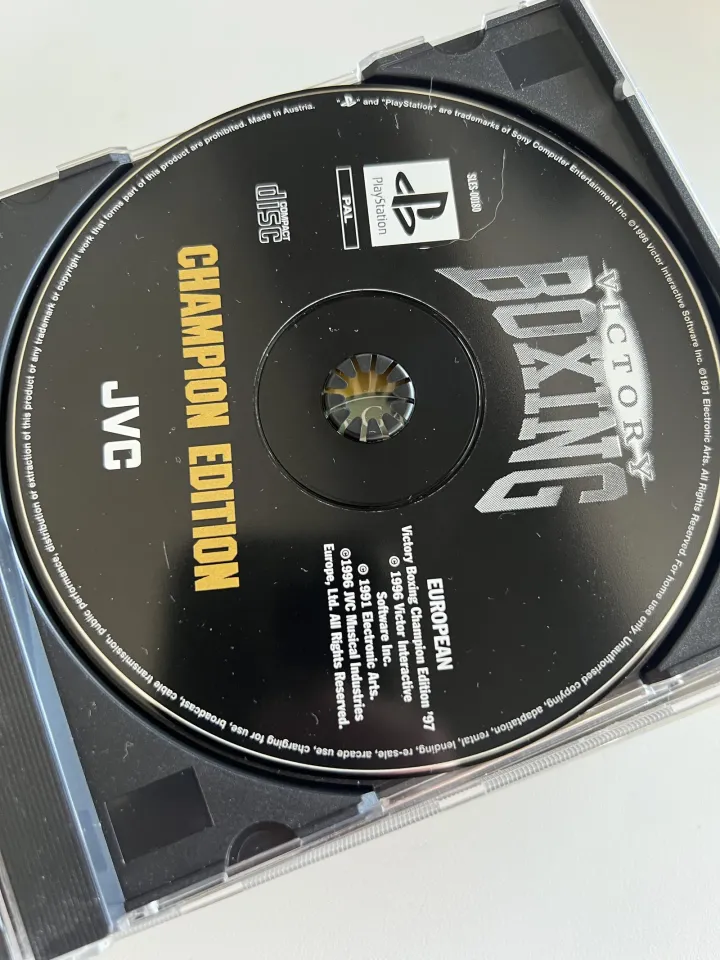 VICTORY
BOXING
SLES-00180
PlayStation
PAL
COMPACT
disc
EUROPEAN
Victory Boxing Champion Edition '97
© 1996 Victor Interactive
Software Inc.
© 1991 Electronic Arts.
©1996 JVC Musical Industries
Europe, Ltd. All Rights Reserved.
CHAMPION EDITION
JVC
" and "PlayStation" are trademarks of Sony Computer Entertainment Inc. ©1996 Victor Interactive Software Inc. ©1991 Electronic Arts. All Rights Reserved. For home use only. Unauthorised copying, adaptation, rental, lending, re-sale, arcade use, charging for use, broadcast, cable transmission, public performance, distribution or extraction of this product or any trademark or copyright work that forms part of this product are prohibited. Made in Austria.